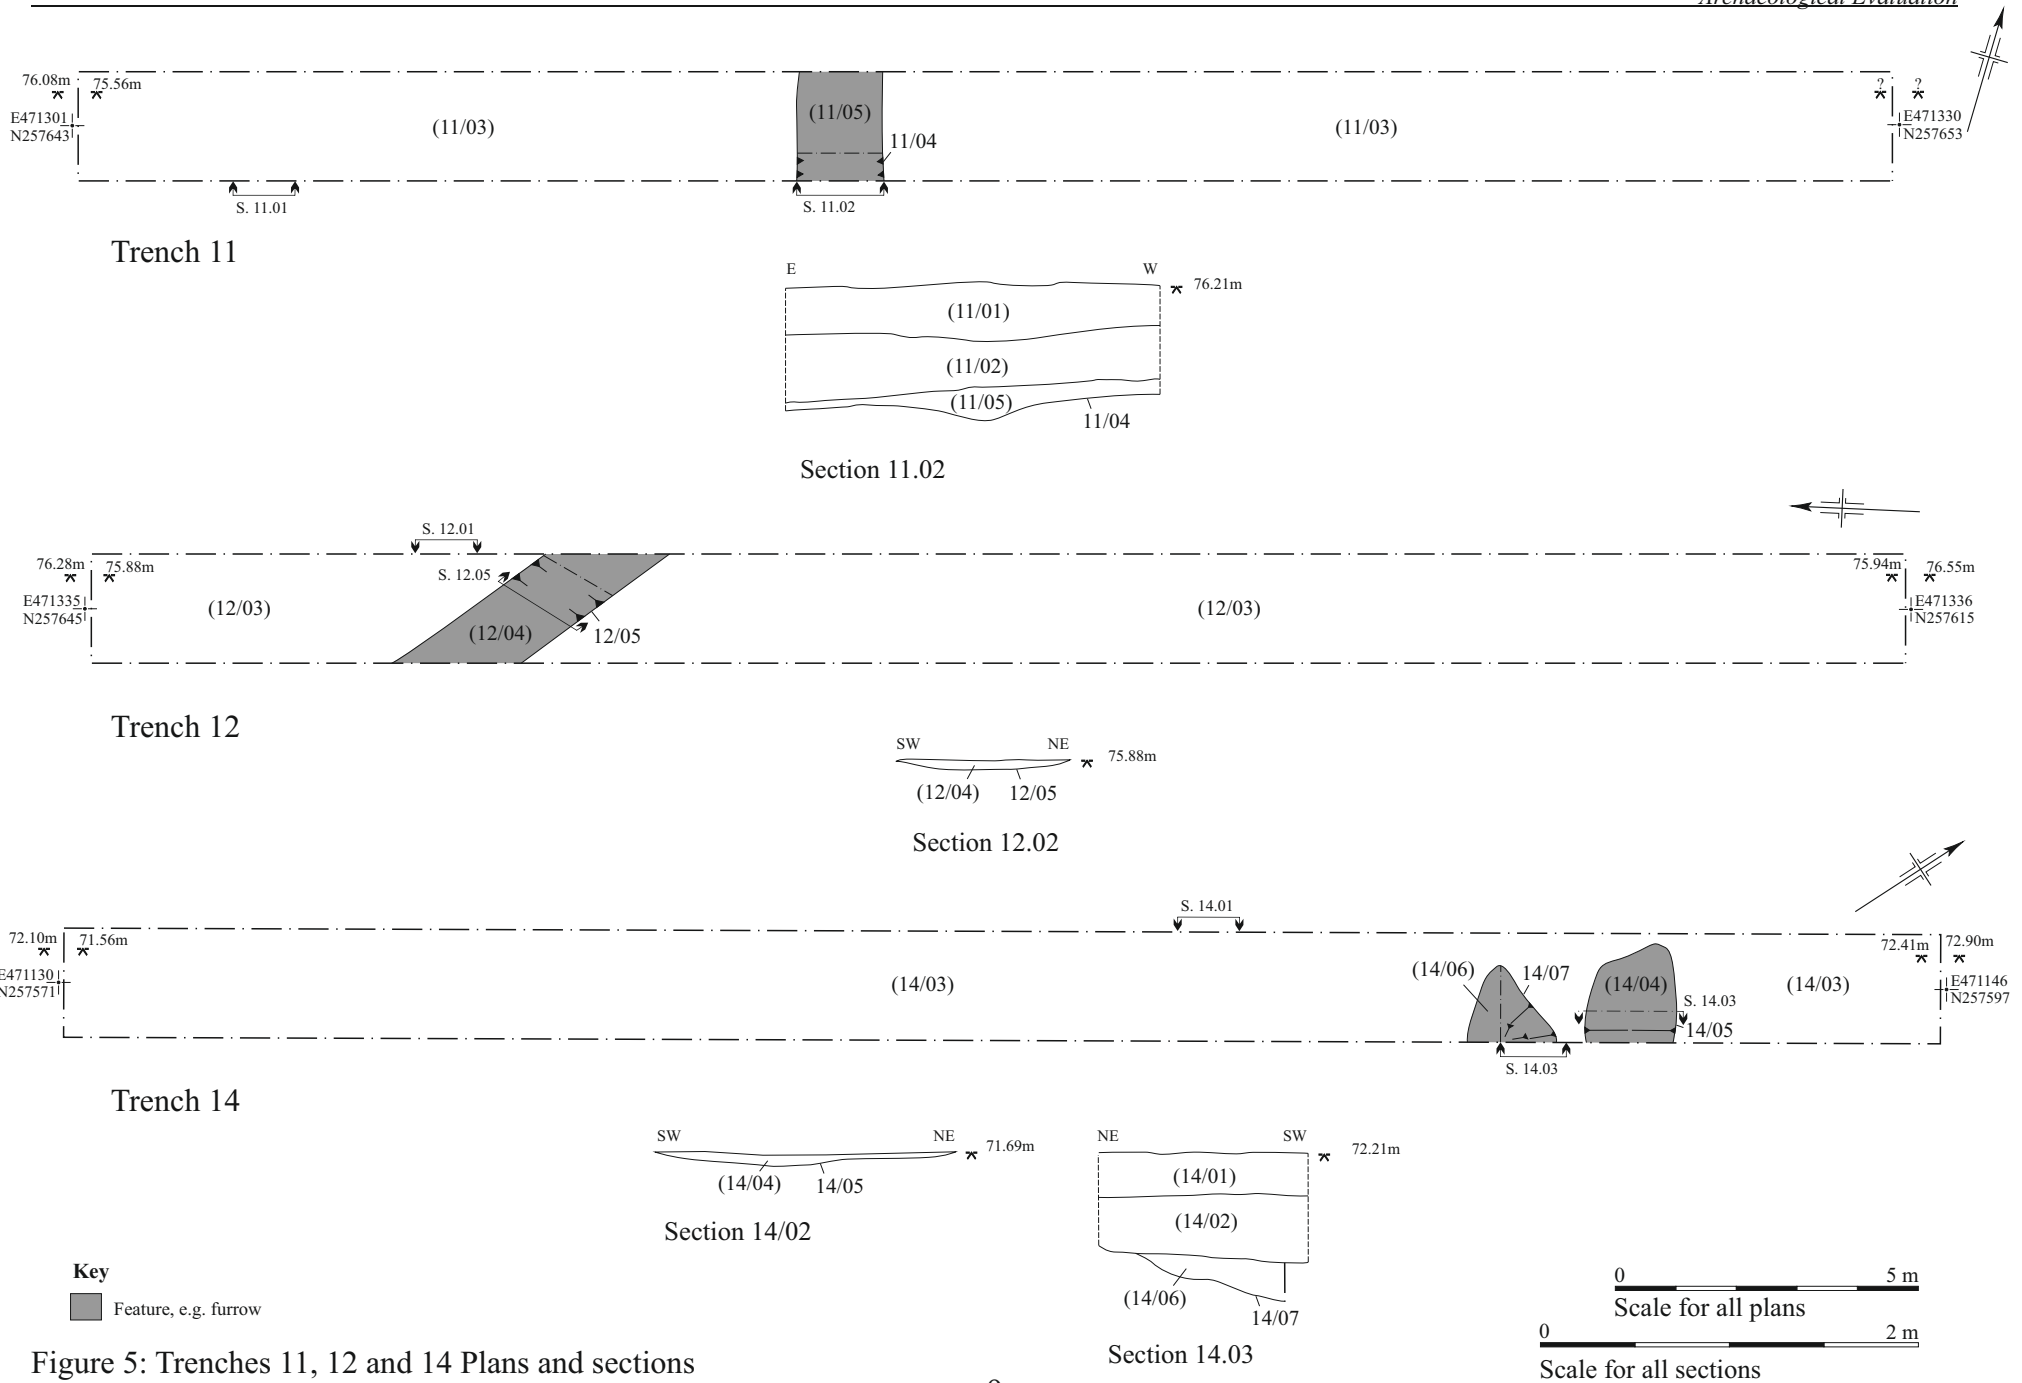 Archaeological Evaluation
76.08m
75.56m
E471301
N257643
(11/03)
(11/05)
11/04
(11/03)
?
?
E471330
N257653
S. 11.01
S. 11.02
Trench 11
E
W
76.21m
(11/01)
(11/02)
(11/05)
11/04
Section 11.02
S. 12.01
76.28m
75.88m
S. 12.05
75.94m
76.55m
E471335
N257645
(12/03)
(12/04)
12/05
(12/03)
E471336
N257615
Trench 12
SW
NE
75.88m
(12/04)
12/05
Section 12.02
S. 14.01
72.10m
71.56m
E471130
N257571
(14/03)
(14/06)
14/07
(14/04)
S. 14.03
14/05
(14/03)
72.41m
72.90m
E471146
N257597
S. 14.03
Trench 14
SW
NE
71.69m
(14/04)
14/05
Section 14/02
NE
SW
72.21m
(14/01)
(14/02)
(14/06)
14/07
Section 14.03
Key
Feature, e.g. furrow
0
5 m
Scale for all plans
0
2 m
Scale for all sections
Figure 5: Trenches 11, 12 and 14 Plans and sections